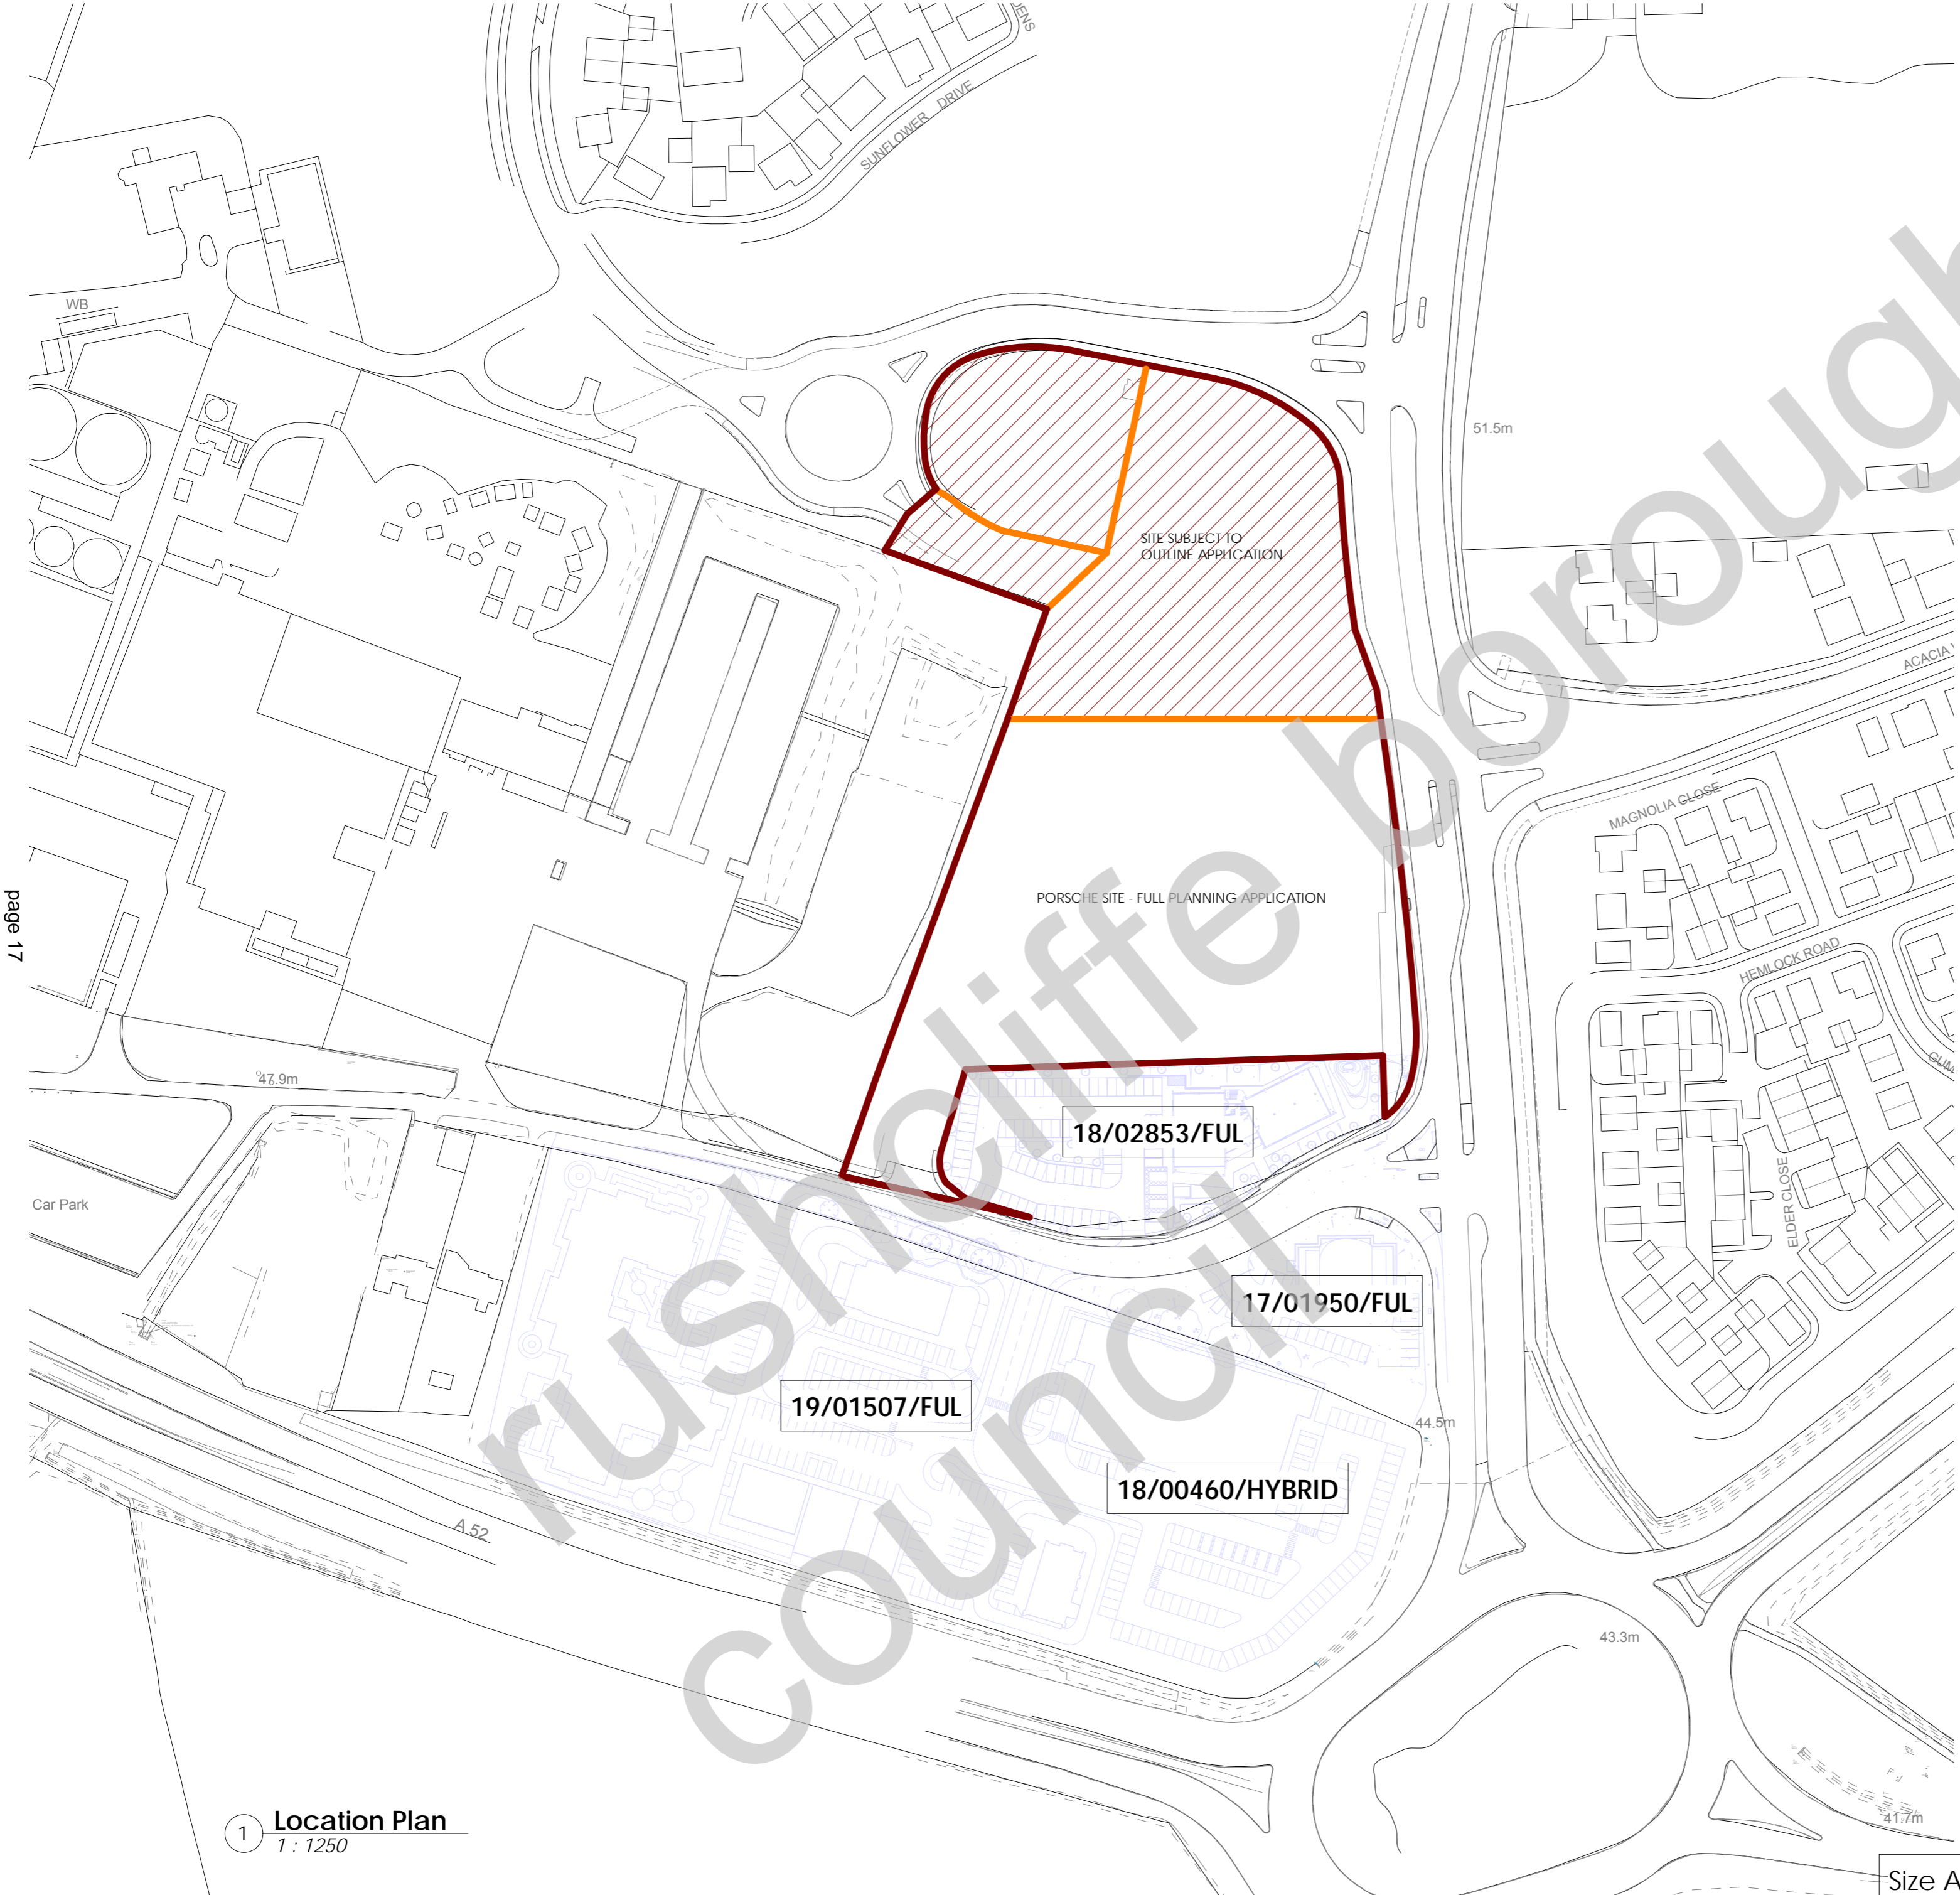 SUNFLOWER DRIVE
WB
51.5m
SITE SUBJECT TO
OUTLINE APPLICATION
MAGNOLIA CLOSE
PORSCHE SITE - FULL PLANNING APPLICATION
page 17
HEMLOCK ROAD
47.9m
18/02853/FUL
Car Park
ELDER CLOSE
17/01950/FUL
19/01507/FUL
44.5m
18/00460/HYBRID
A 52
43.3m
rushcliffe borough
council
1 Location Plan
1 : 1250
41.7m
Size A